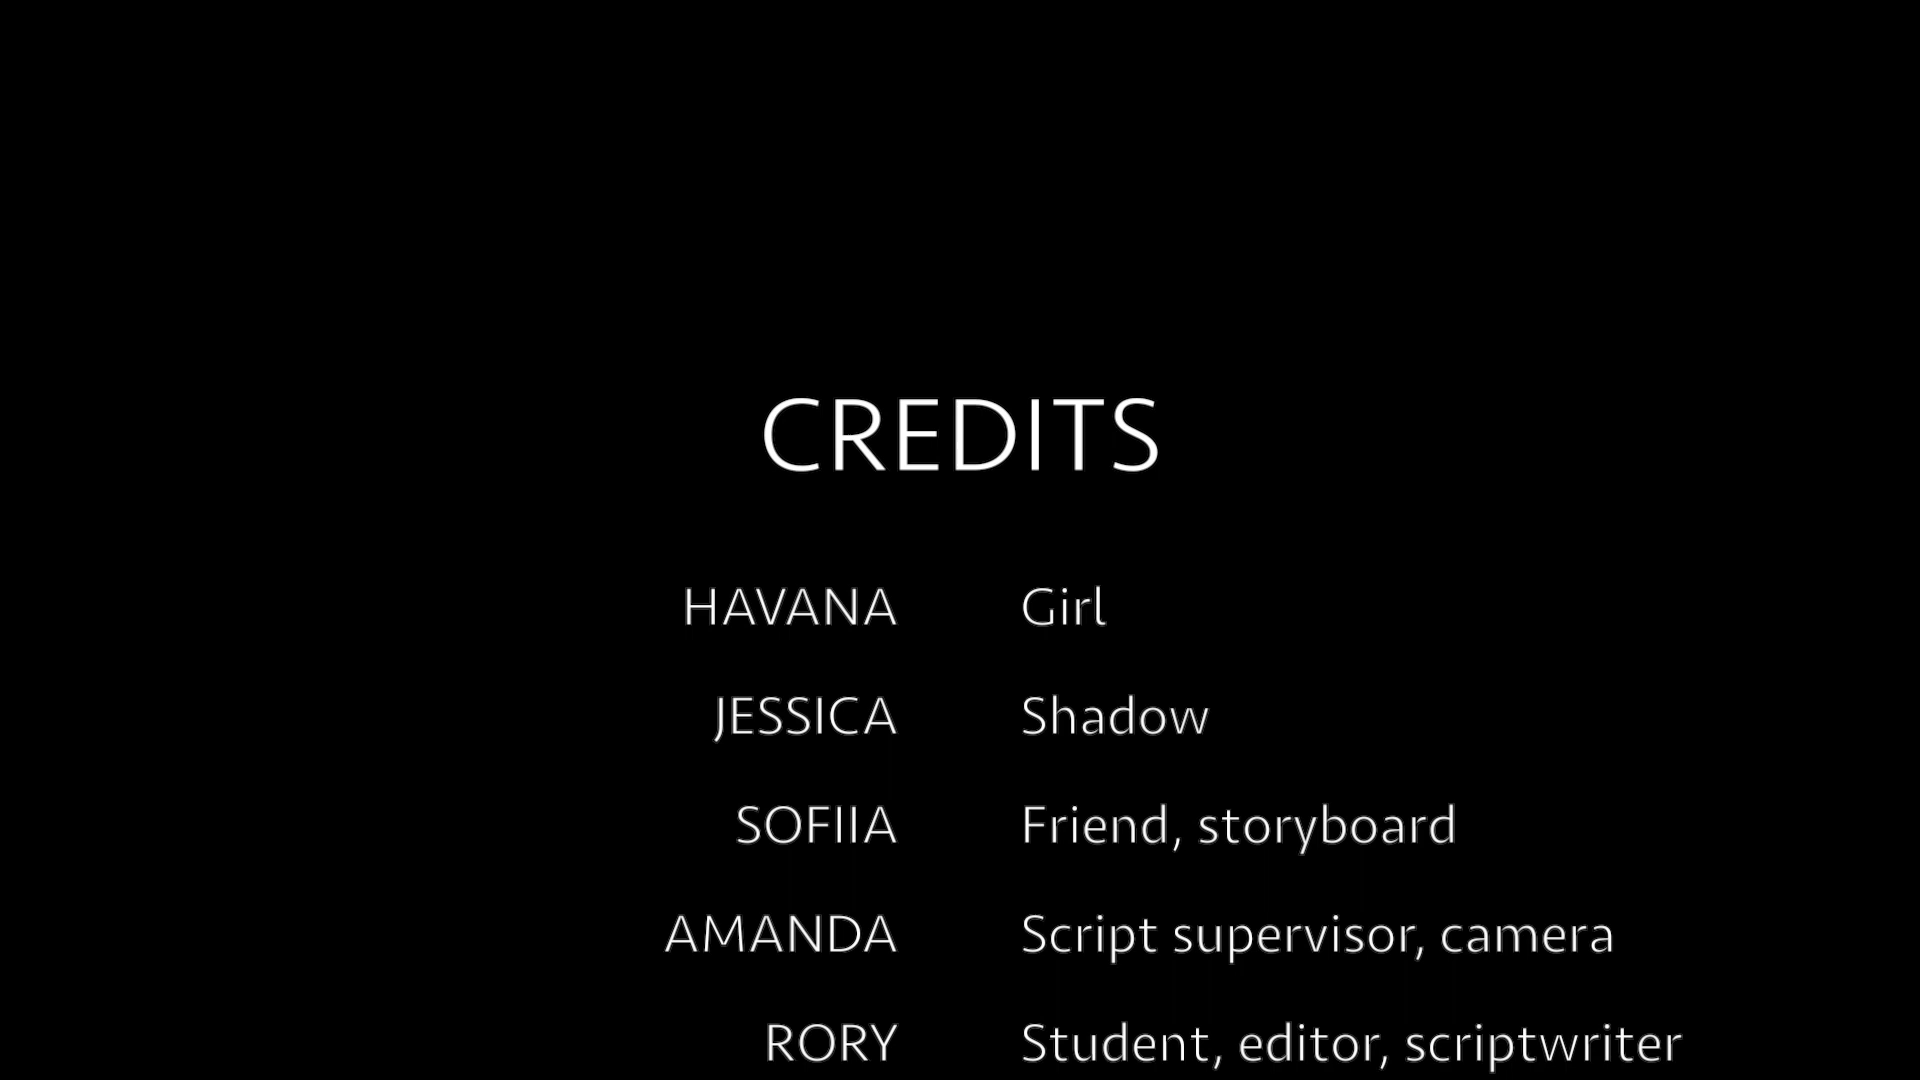 CREDITS
HAVANA Girl
JESSICA Shadow
SOFIIA Friend, storyboard
AMANDA Script supervisor, camera
RORY Student, editor, scriptwriter